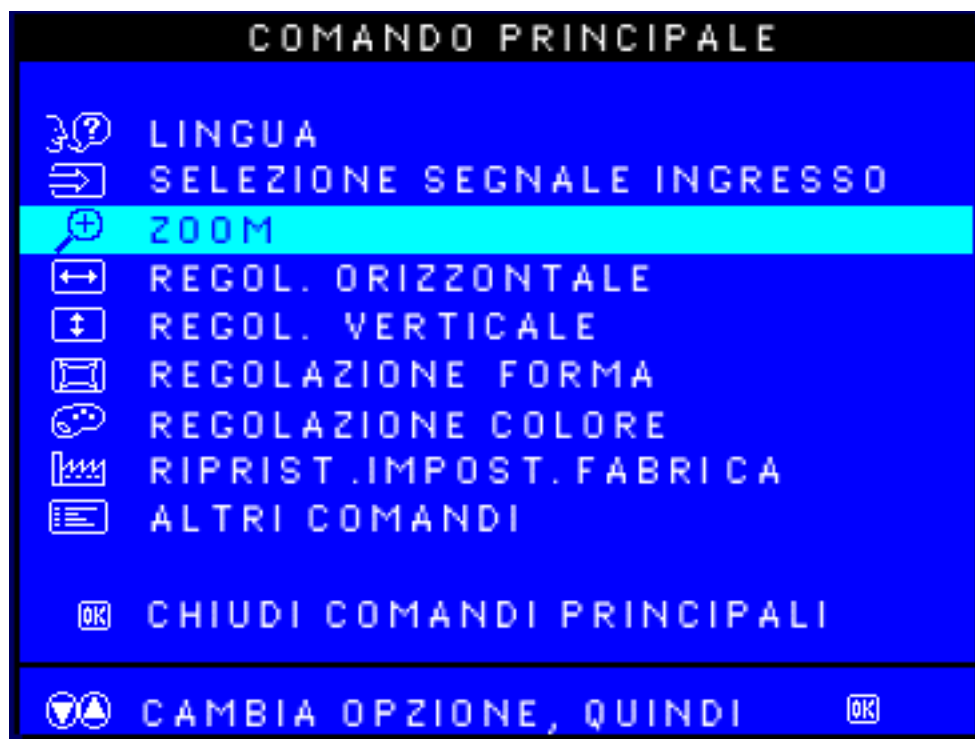 COMANDO PRINCIPALE
LINGUA
SELEZIONE SEGNALE INGRESSO
ZOOM
REGOL. ORIZZONTALE
REGOL. VERTICALE
REGOLAZIONE FORMA
REGOLAZIONE COLORE
RIPRIST.IMPOST.FABRICA
ALTRI COMANDI
OK CHIUDI COMANDI PRINCIPALI
CAMBIA OPZIONE, QUINDI OK